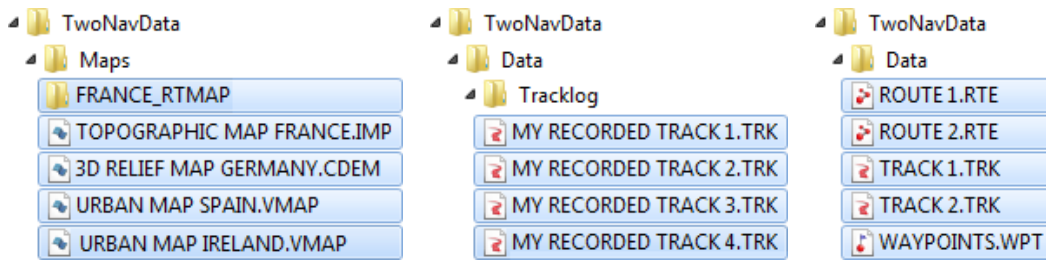 TwoNavData
Maps
FRANCE_RTMAP
TOPOGRAPHIC MAP FRANCE.IMP
3D RELIEF MAP GERMANY.CDEM
URBAN MAP SPAIN.VMAP
URBAN MAP IRELAND.VMAP
TwoNavData
Data
Tracklog
MY RECORDED TRACK 1.TRK
MY RECORDED TRACK 2.TRK
MY RECORDED TRACK 3.TRK
MY RECORDED TRACK 4.TRK
TwoNavData
Data
ROUTE 1.RTE
ROUTE 2.RTE
TRACK 1.TRK
TRACK 2.TRK
WAYPOINTS.WPT